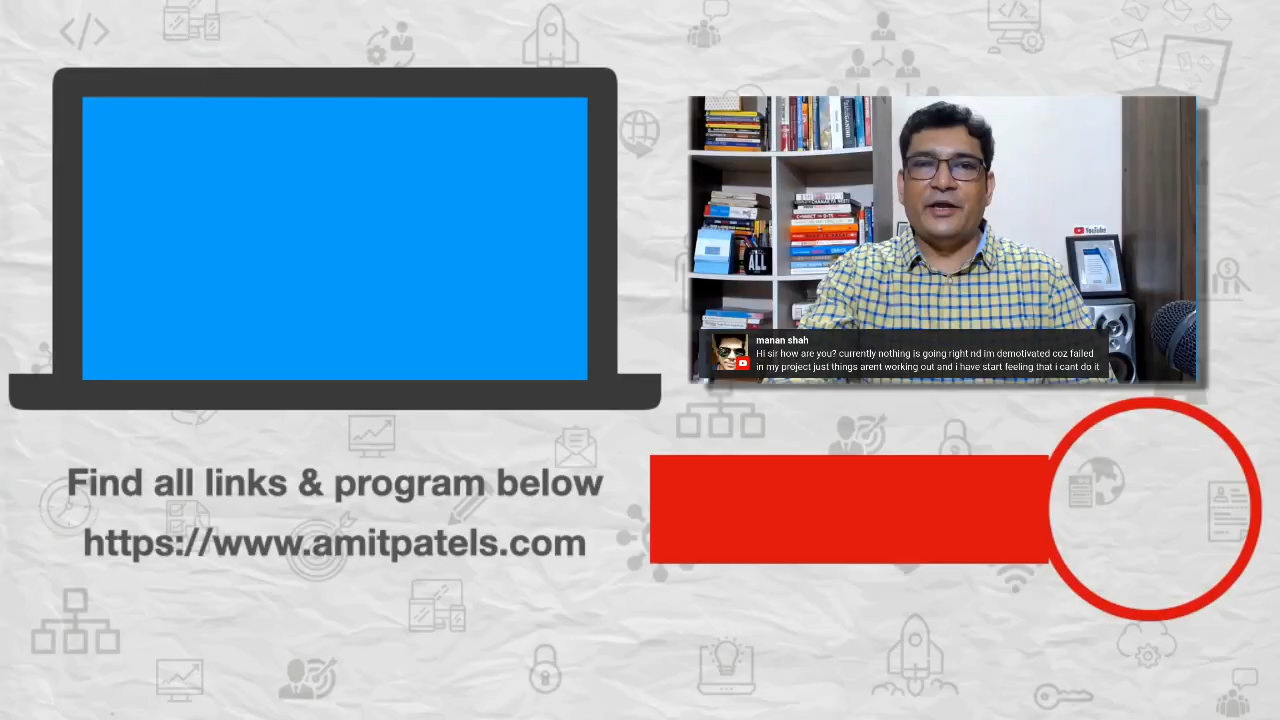 YouTube
ALL
manan shah
Hi sir how are you? currently nothing is going right nd im demotivated coz failed
in my project just things arent working out and i have start feeling that i cant do it
Find all links & program below
https://www.amitpatels.com